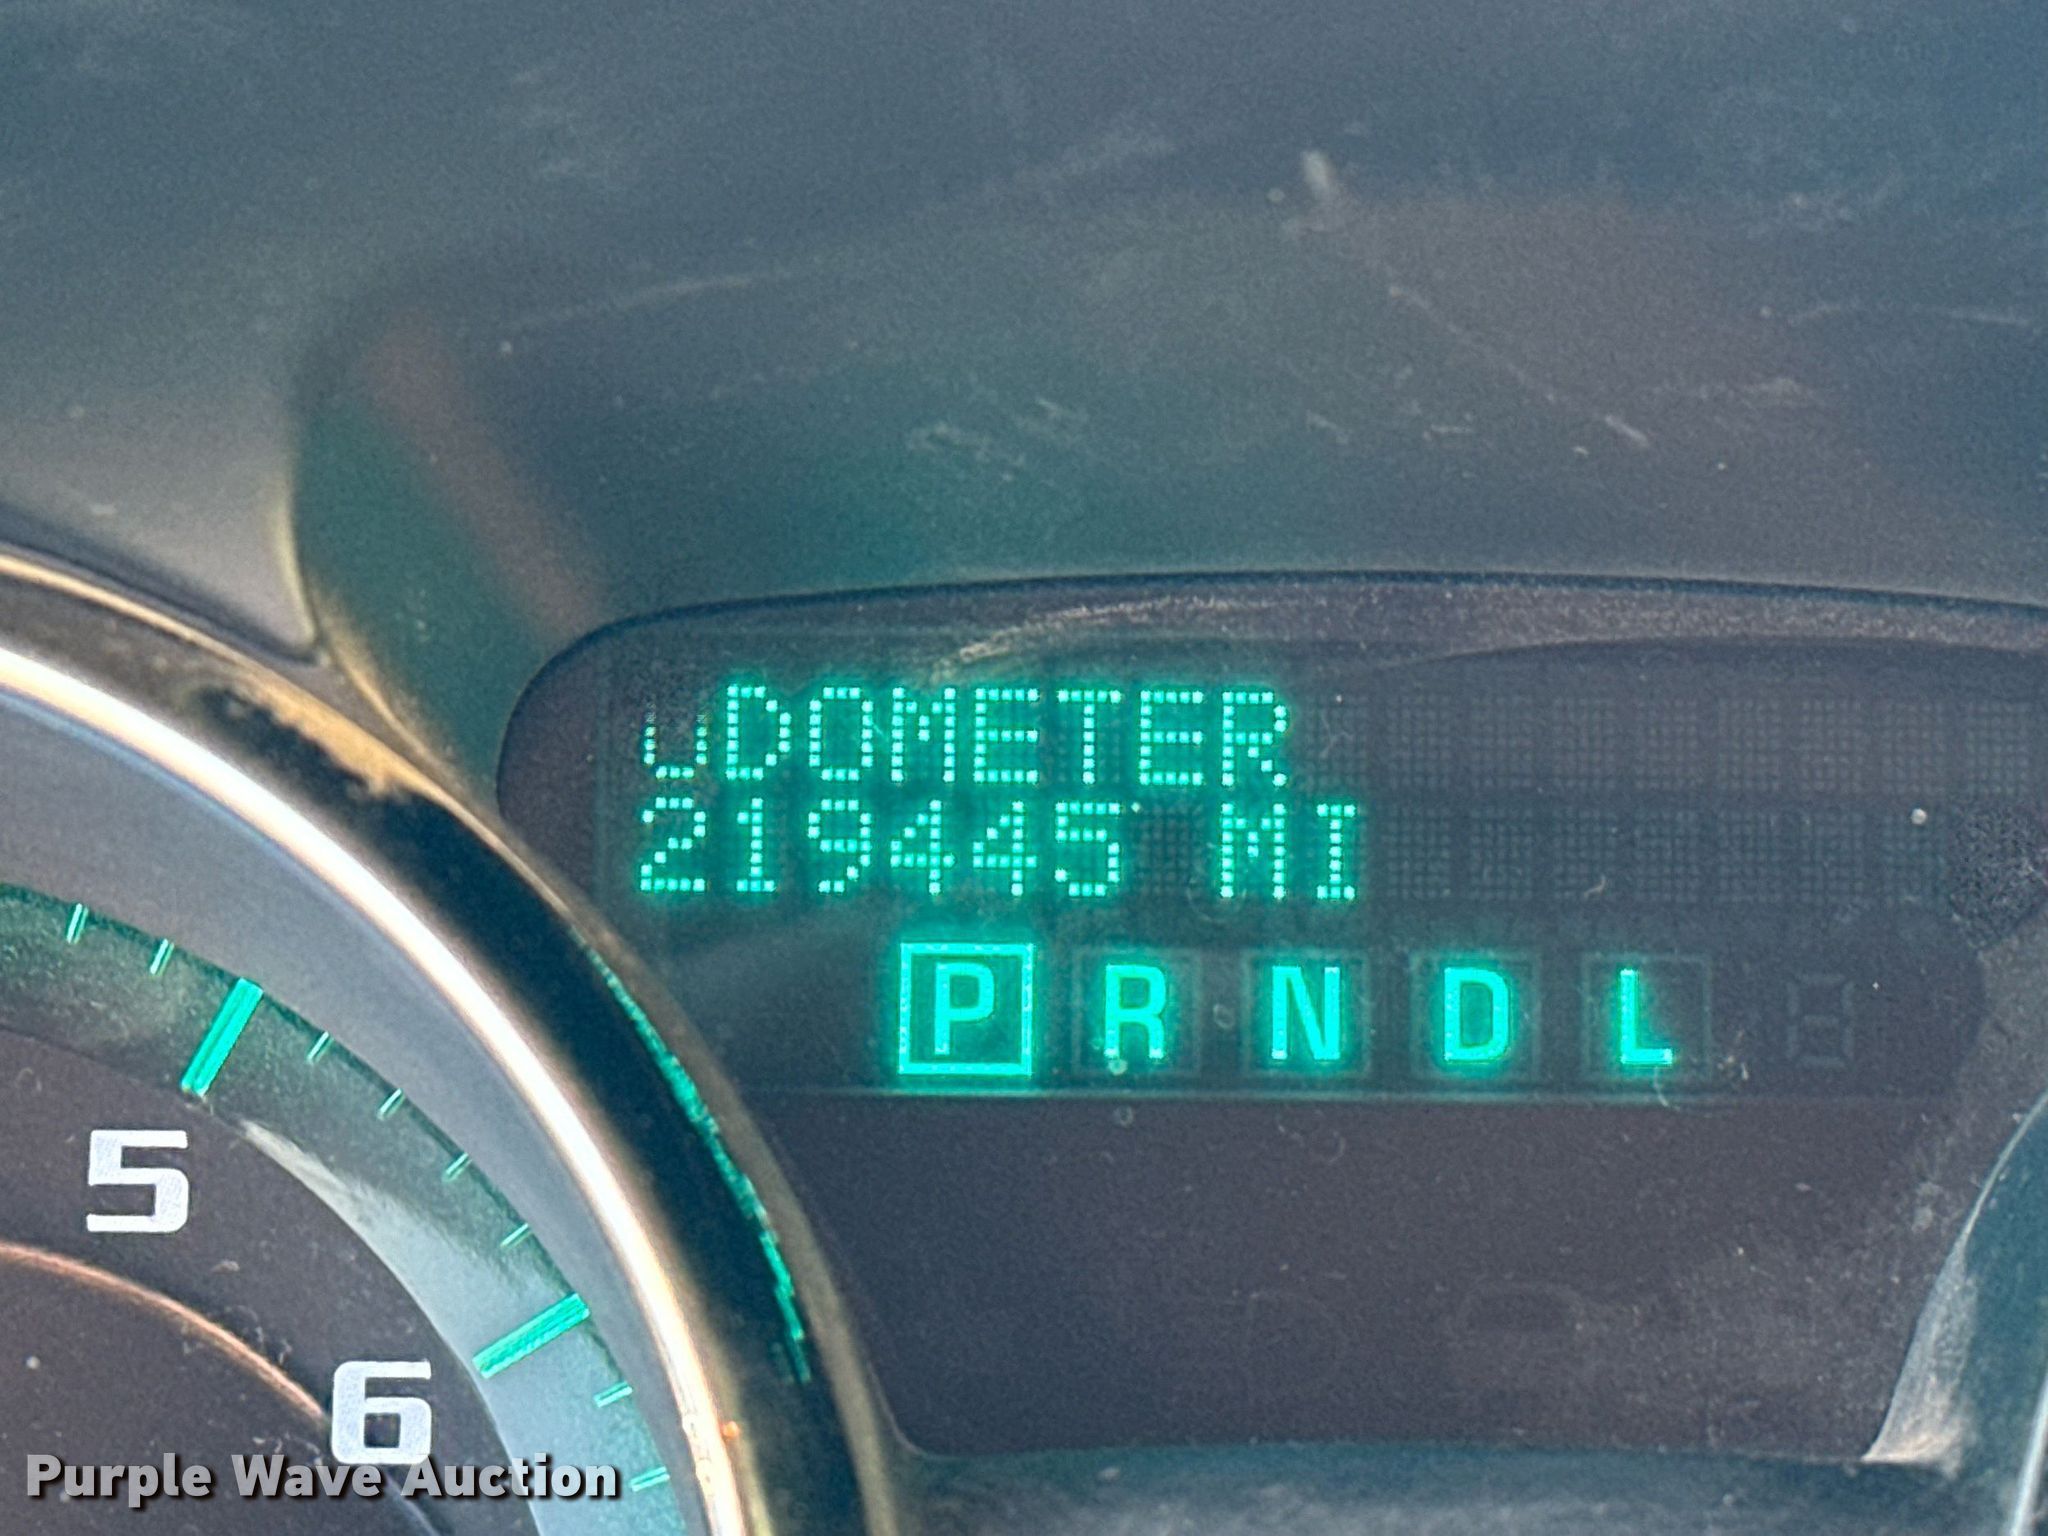 ODOMETER
219445 MI
P R N D L
5
6
Purple Wave Auction